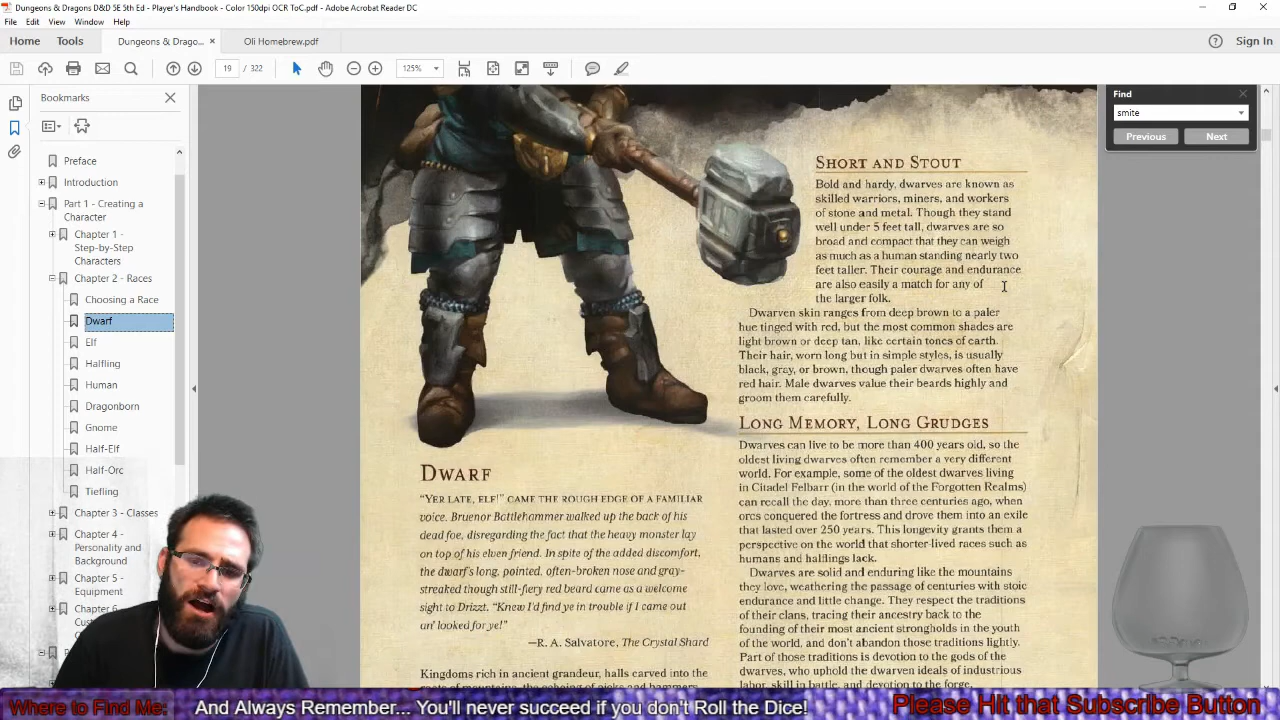 Dungeons & Dragons D&D 5E 5th Ed - Player's Handbook - Color 150dpi OCR ToC.pdf - Adobe Acrobat Reader DC
File Edit View Window Help
Home Tools Dungeons & Drago... × Oli Homebrew.pdf Sign In
19 / 322 125%
Bookmarks
Preface
Introduction
Part 1 - Creating a
Character
Chapter 1 -
Step-by-Step
Characters
Chapter 2 - Races
Choosing a Race
Dwarf
Elf
Halfling
Human
Dragonborn
Gnome
Half-Elf
Half-Orc
Tiefling
Chapter 3 - Classes
Chapter 4 -
Personality and
Background
Chapter 5 -
Equipment
Chapter 6
Find
smite
Previous Next
DWARF
"YER LATE, ELF!" CAME THE ROUGH EDGE OF A FAMILIAR
voice. Bruenor Battlehammer walked up the back of his
dead foe, disregarding the fact that the heavy monster lay
on top of his elven friend. In spite of the added discomfort,
the dwarf's long, pointed, often-broken nose and gray-
streaked though still-fiery red beard came as a welcome
sight to Drizzt. "Knew I'd find ye in trouble if I came out
an' looked for ye!"
—R. A. Salvatore, The Crystal Shard
Kingdoms rich in ancient grandeur, halls carved into the
SHORT AND STOUT
Bold and hardy, dwarves are known as
skilled warriors, miners, and workers
of stone and metal. Though they stand
well under 5 feet tall, dwarves are so
broad and compact that they can weigh
as much as a human standing nearly two
feet taller. Their courage and endurance
are also easily a match for any of
the larger folk.
Dwarven skin ranges from deep brown to a paler
hue tinged with red, but the most common shades are
light brown or deep tan, like certain tones of earth.
Their hair, worn long but in simple styles, is usually
black, gray, or brown, though paler dwarves often have
red hair. Male dwarves value their beards highly and
groom them carefully.
LONG MEMORY, LONG GRUDGES
Dwarves can live to be more than 400 years old, so the
oldest living dwarves often remember a very different
world. For example, some of the oldest dwarves living
in Citadel Felbarr (in the world of the Forgotten Realms)
can recall the day, more than three centuries ago, when
orcs conquered the fortress and drove them into an exile
that lasted over 250 years. This longevity grants them a
perspective on the world that shorter-lived races such as
humans and halflings lack.
Dwarves are solid and enduring like the mountains
they love, weathering the passage of centuries with stoic
endurance and little change. They respect the traditions
of their clans, tracing their ancestry back to the
founding of their most ancient strongholds in the youth
of the world, and don't abandon those traditions lightly.
Part of those traditions is devotion to the gods of the
dwarves, who uphold the dwarven ideals of industrious
labor, skill in battle, and devotion to the forge.
Where to Find Me: And Always Remember... You'll never succeed if you don't Roll the Dice! Please Hit that Subscribe Button